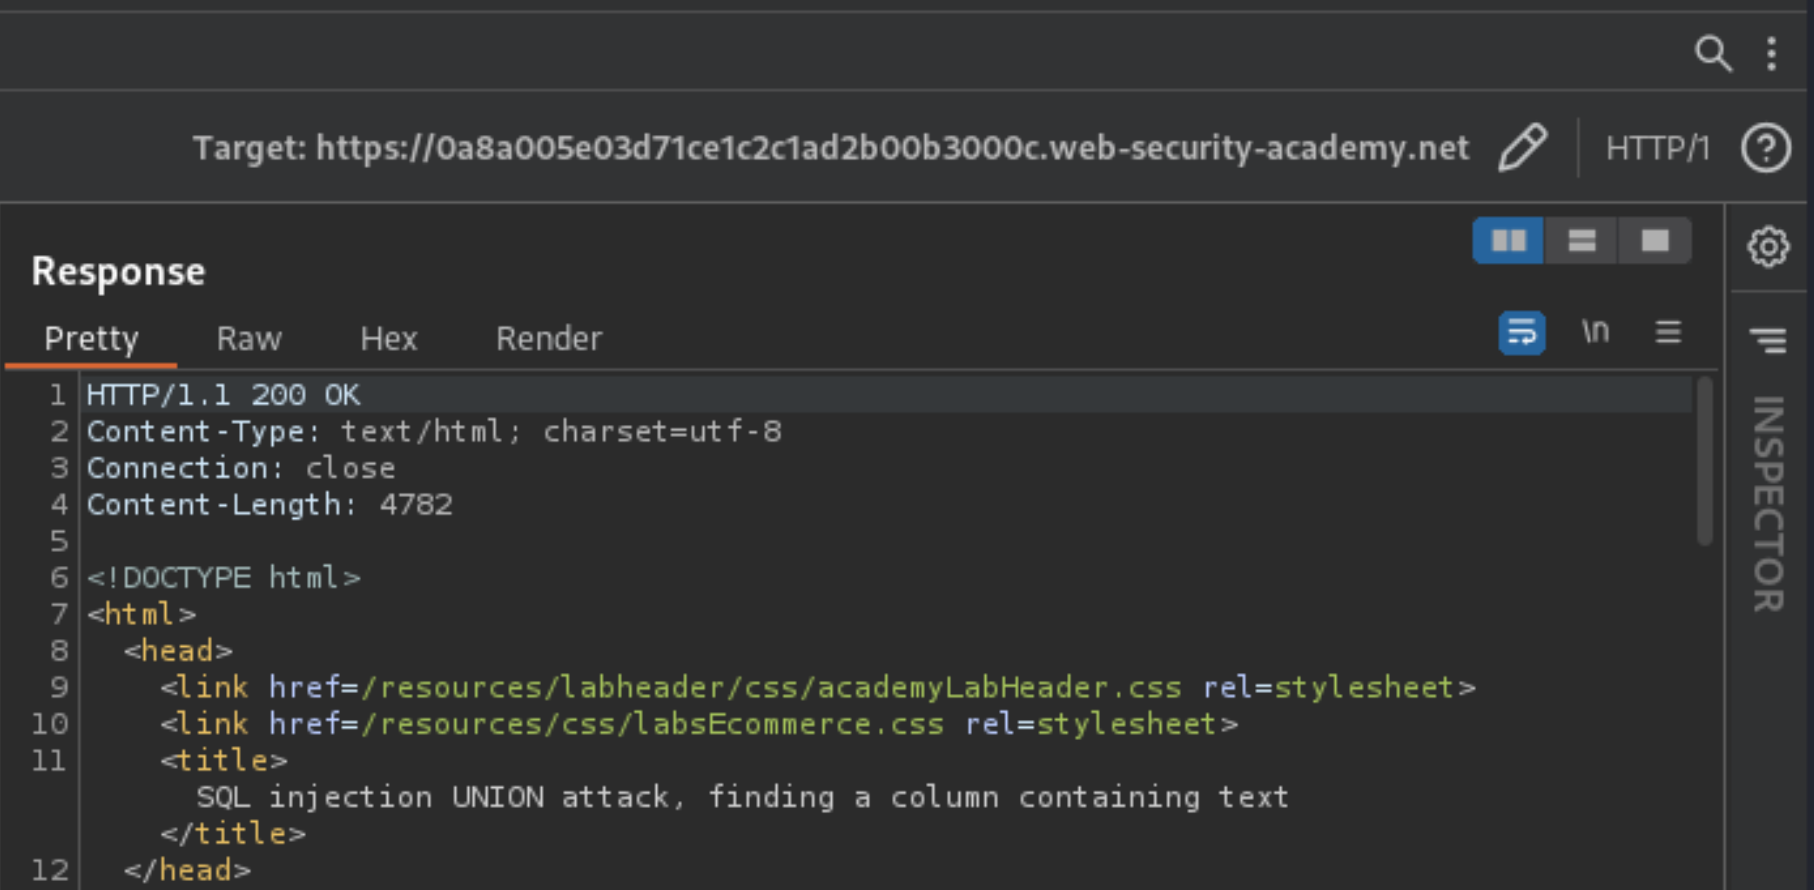 Target: https://0a8a005e03d71ce1c2c1ad2b00b3000c.web-security-academy.net HTTP/1 ?
Response
Pretty Raw Hex Render \n
1 HTTP/1.1 200 OK
2 Content-Type: text/html; charset=utf-8
3 Connection: close
4 Content-Length: 4782
5
6 <!DOCTYPE html>
7 <html>
8 <head>
9 <link href=/resources/labheader/css/academyLabHeader.css rel=stylesheet>
10 <link href=/resources/css/labsEcommerce.css rel=stylesheet>
11 <title>
SQL injection UNION attack, finding a column containing text
</title>
12 </head>
INSPECTOR